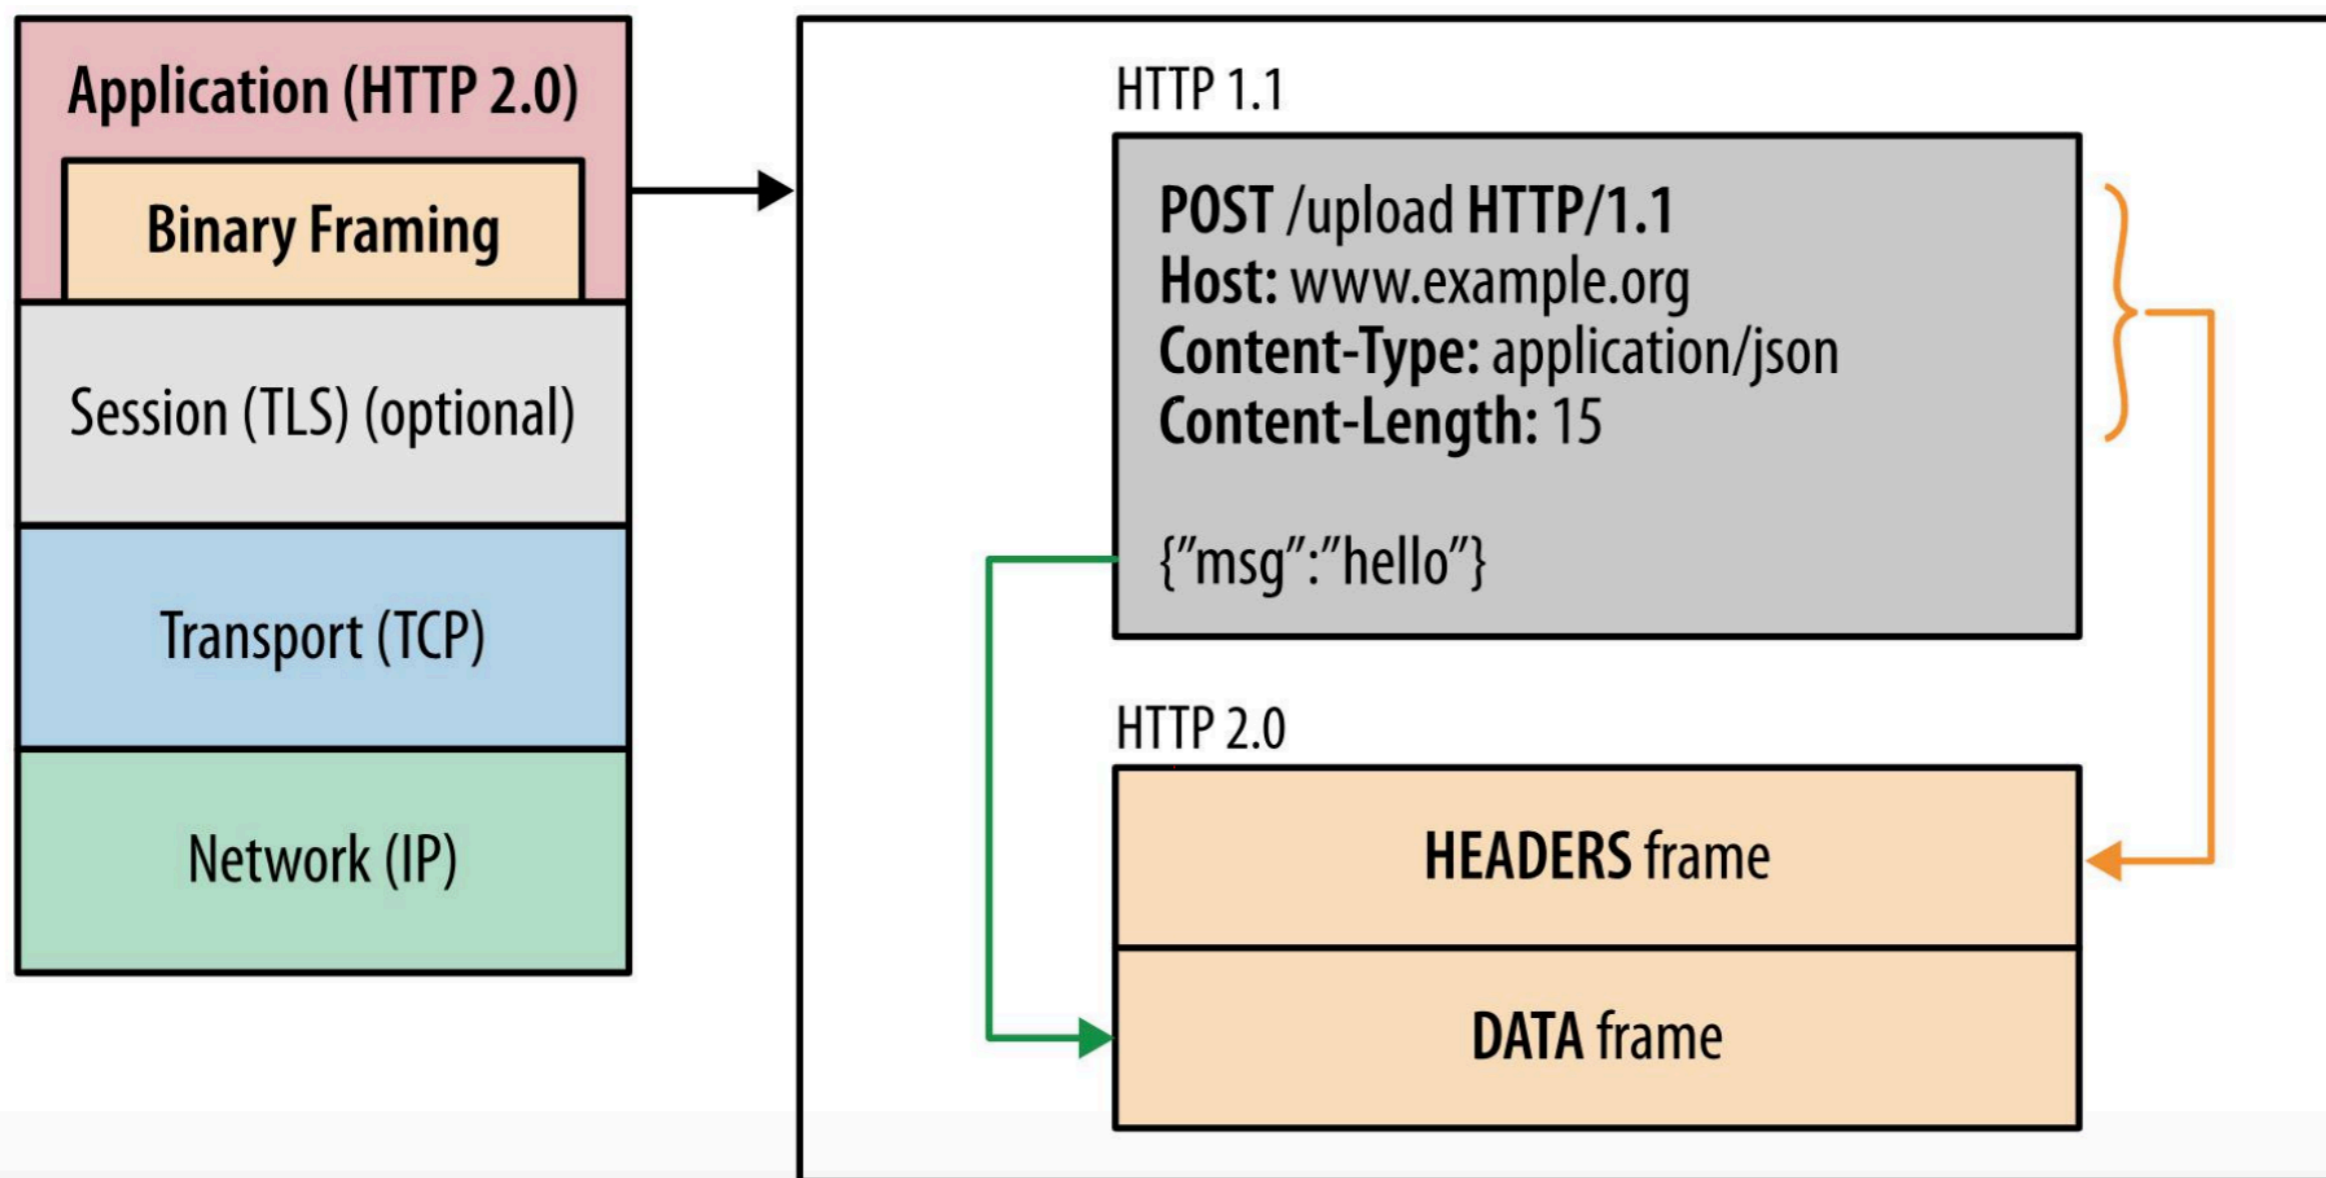 Application (HTTP 2.0)
Binary Framing
Session (TLS) (optional)
Transport (TCP)
Network (IP)
HTTP 1.1
POST /upload HTTP/1.1
Host: www.example.org
Content-Type: application/json
Content-Length: 15
{”msg”:”hello”}
HTTP 2.0
HEADERS frame
DATA frame